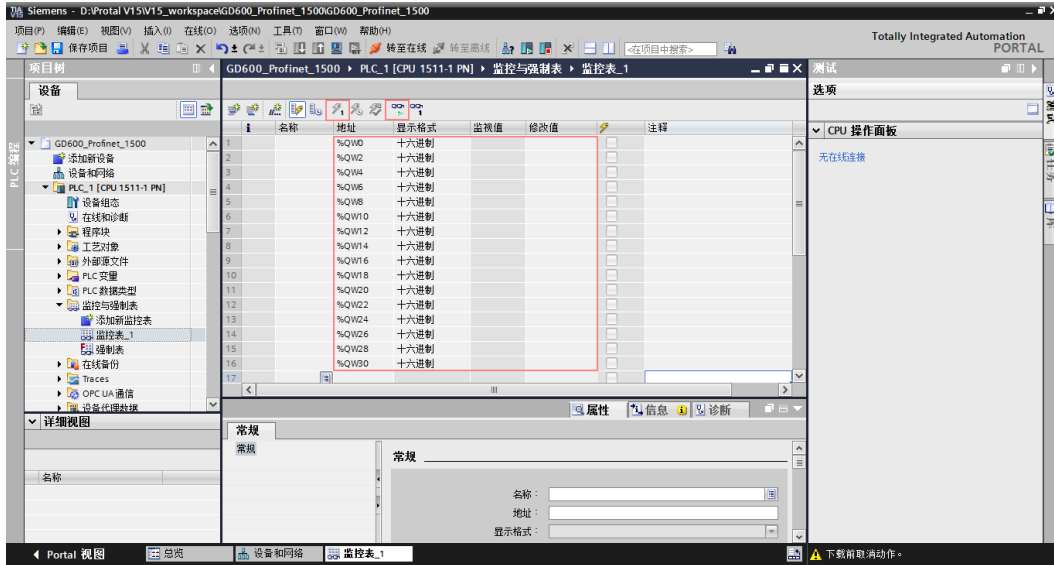 Siemens - D:\Protal V15\V15_workspace\GD600_Profinet_1500\GD600_Profinet_1500
项目(P) 编辑(E) 视图(V) 插入(I) 在线(O) 选项(N) 工具(T) 窗口(W) 帮助(H)
Totally Integrated Automation
PORTAL
保存项目 转至在线 转至离线 <在项目中搜索>
项目树
GD600_Profinet_1500 ▸ PLC_1 [CPU 1511-1 PN] ▸ 监控与强制表 ▸ 监控表_1
测试
设备
选项
i 名称 地址 显示格式 监视值 修改值 注释
CPU 操作面板
无在线连接
PLC 编程
GD600_Profinet_1500
添加新设备
设备和网络
PLC_1 [CPU 1511-1 PN]
设备组态
在线和诊断
程序块
工艺对象
外部源文件
PLC 变量
PLC 数据类型
监控与强制表
添加新监控表
监控表_1
强制表
在线备份
Traces
OPC UA 通信
设备代理数据
1 %QW0 十六进制
2 %QW2 十六进制
3 %QW4 十六进制
4 %QW6 十六进制
5 %QW8 十六进制
6 %QW10 十六进制
7 %QW12 十六进制
8 %QW14 十六进制
9 %QW16 十六进制
10 %QW18 十六进制
11 %QW20 十六进制
12 %QW22 十六进制
13 %QW24 十六进制
14 %QW26 十六进制
15 %QW28 十六进制
16 %QW30 十六进制
17
属性 信息 诊断
详细视图
名称
常规
常规
常规
名称：
地址：
显示格式：
Portal 视图 总览 设备和网络 监控表_1 下载前取消动作。